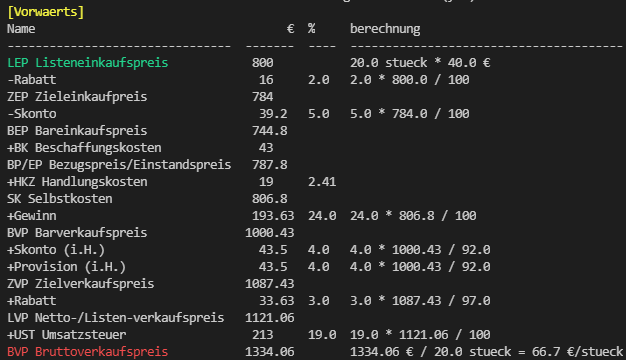 [Vorwaerts]
Name € % berechnung
----------------------------- ------- ---- -----------------------------------
LEP Listeneinkaufspreis 800 20.0 stueck * 40.0 €
-Rabatt 16 2.0 2.0 * 800.0 / 100
ZEP Zieleinkaufpreis 784
-Skonto 39.2 5.0 5.0 * 784.0 / 100
BEP Bareinkaufspreis 744.8
+BK Beschaffungskosten 43
BP/EP Bezugspreis/Einstandspreis 787.8
+HKZ Handlungskosten 19 2.41
SK Selbstkosten 806.8
+Gewinn 193.63 24.0 24.0 * 806.8 / 100
BVP Barverkaufspreis 1000.43
+Skonto (i.H.) 43.5 4.0 4.0 * 1000.43 / 92.0
+Provision (i.H.) 43.5 4.0 4.0 * 1000.43 / 92.0
ZVP Zielverkaufspreis 1087.43
+Rabatt 33.63 3.0 3.0 * 1087.43 / 97.0
LVP Netto-/Listen-verkaufspreis 1121.06
+UST Umsatzsteuer 213 19.0 19.0 * 1121.06 / 100
BVP Bruttoverkaufspreis 1334.06 1334.06 € / 20.0 stueck = 66.7 €/stueck